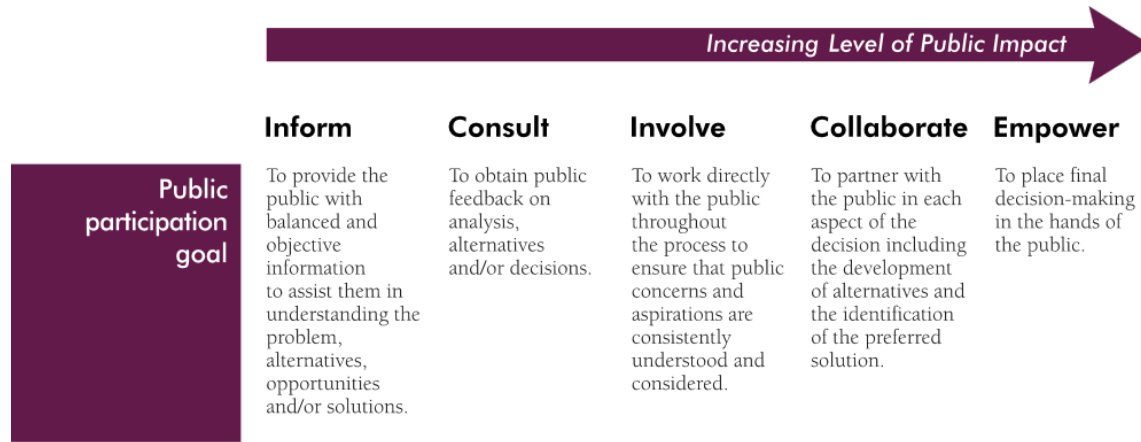 Increasing Level of Public Impact
Inform
Consult
Involve
Collaborate
Empower
Public
participation
goal
To provide the
public with
balanced and
objective
information
to assist them in
understanding the
problem,
alternatives,
opportunities
and/or solutions.
To obtain public
feedback on
analysis,
alternatives
and/or decisions.
To work directly
with the public
throughout
the process to
ensure that public
concerns and
aspirations are
consistently
understood and
considered.
To partner with
the public in each
aspect of the
decision including
the development
of alternatives and
the identification
of the preferred
solution.
To place final
decision-making
in the hands of
the public.